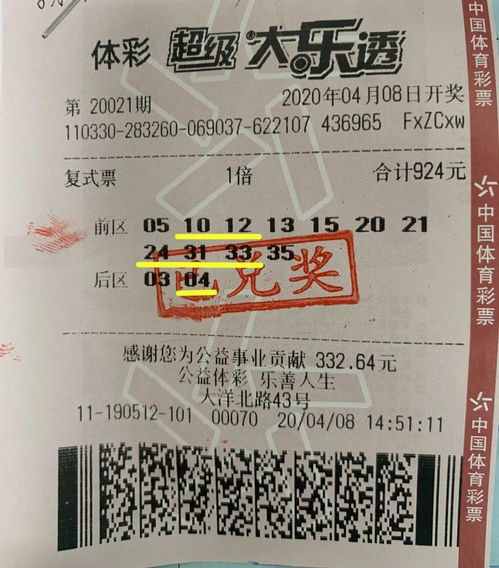 体彩 超级 大乐透
第 20021期 2020年04月08日开奖
110330-283260-069037-622107 436965 FxZCxw
复式票 1倍 合计924元
前区 05 10 12 13 15 20 21
24 31 33 35
后区 03 04
已兑奖
感谢您为公益事业贡献 332.64元
公益体彩 乐善人生
大洋北路43号
11-190512-101 00070 20/04/08 14:51:11
中国体育彩票
中国体育彩票
中国体育彩票